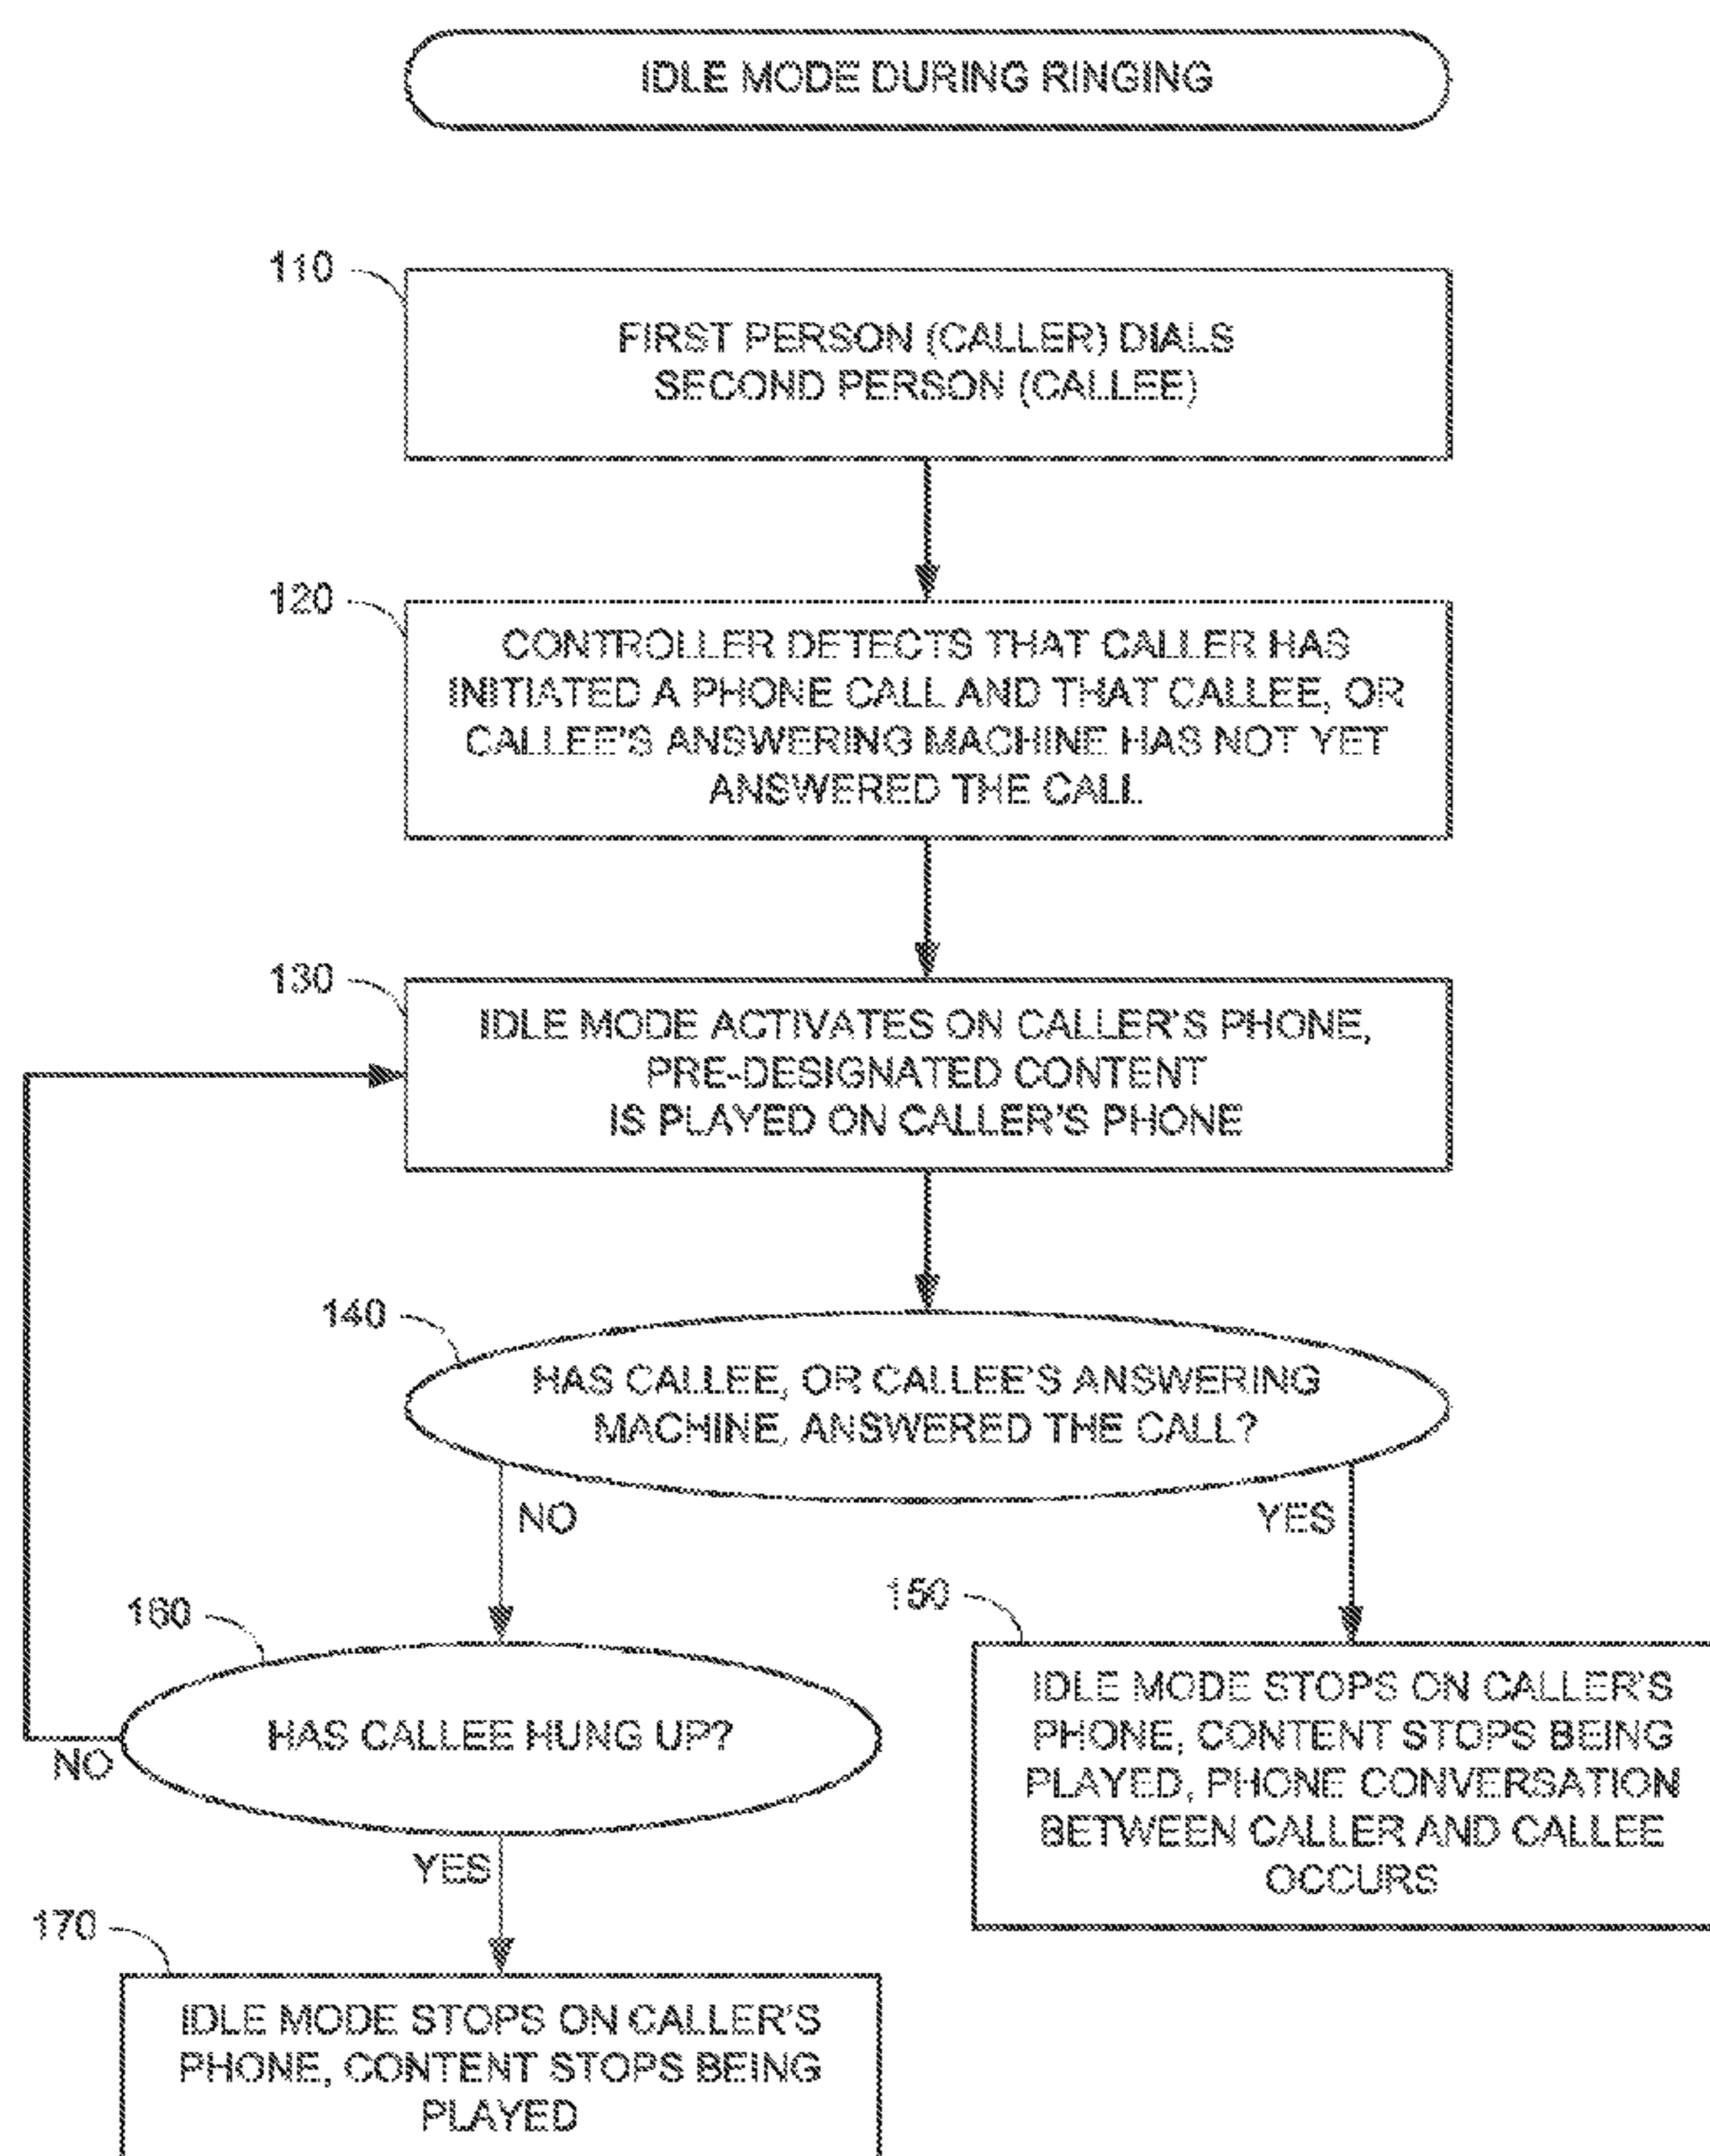 IDLE MODE DURING RINGING
110
FIRST PERSON (CALLER) DIALS
SECOND PERSON (CALLEE)
120
CONTROLLER DETECTS THAT CALLER HAS
INITIATED A PHONE CALL AND THAT CALLEE, OR
CALLEE'S ANSWERING MACHINE HAS NOT YET
ANSWERED THE CALL
130
IDLE MODE ACTIVATES ON CALLER'S PHONE,
PRE-DESIGNATED CONTENT
IS PLAYED ON CALLER'S PHONE
140
HAS CALLEE, OR CALLEE'S ANSWERING
MACHINE, ANSWERED THE CALL?
NO
YES
160
HAS CALLEE HUNG UP?
NO
YES
150
IDLE MODE STOPS ON CALLER'S
PHONE, CONTENT STOPS BEING
PLAYED, PHONE CONVERSATION
BETWEEN CALLER AND CALLEE
OCCURS
170
IDLE MODE STOPS ON CALLER'S
PHONE, CONTENT STOPS BEING
PLAYED